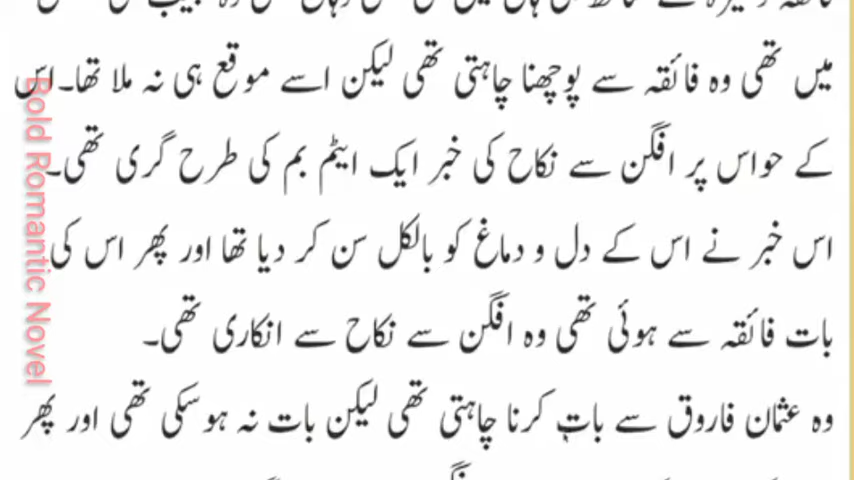 میں تھی وہ فائقہ سے پوچھنا چاہتی تھی لیکن اسے موقع ہی نہ ملا تھا۔اس
کے حواس پر افگن سے نکاح کی خبر ایک ایٹم بم کی طرح گری تھی۔
اس خبر نے اس کے دل و دماغ کو بالکل سن کر دیا تھا اور پھر اس کی
بات فائقہ سے ہوئی تھی وہ افگن سے نکاح سے انکاری تھی۔
وہ عثمان فاروق سے بات کرنا چاہتی تھی لیکن بات نہ ہو سکی تھی اور پھر
Bold Romantic Novel